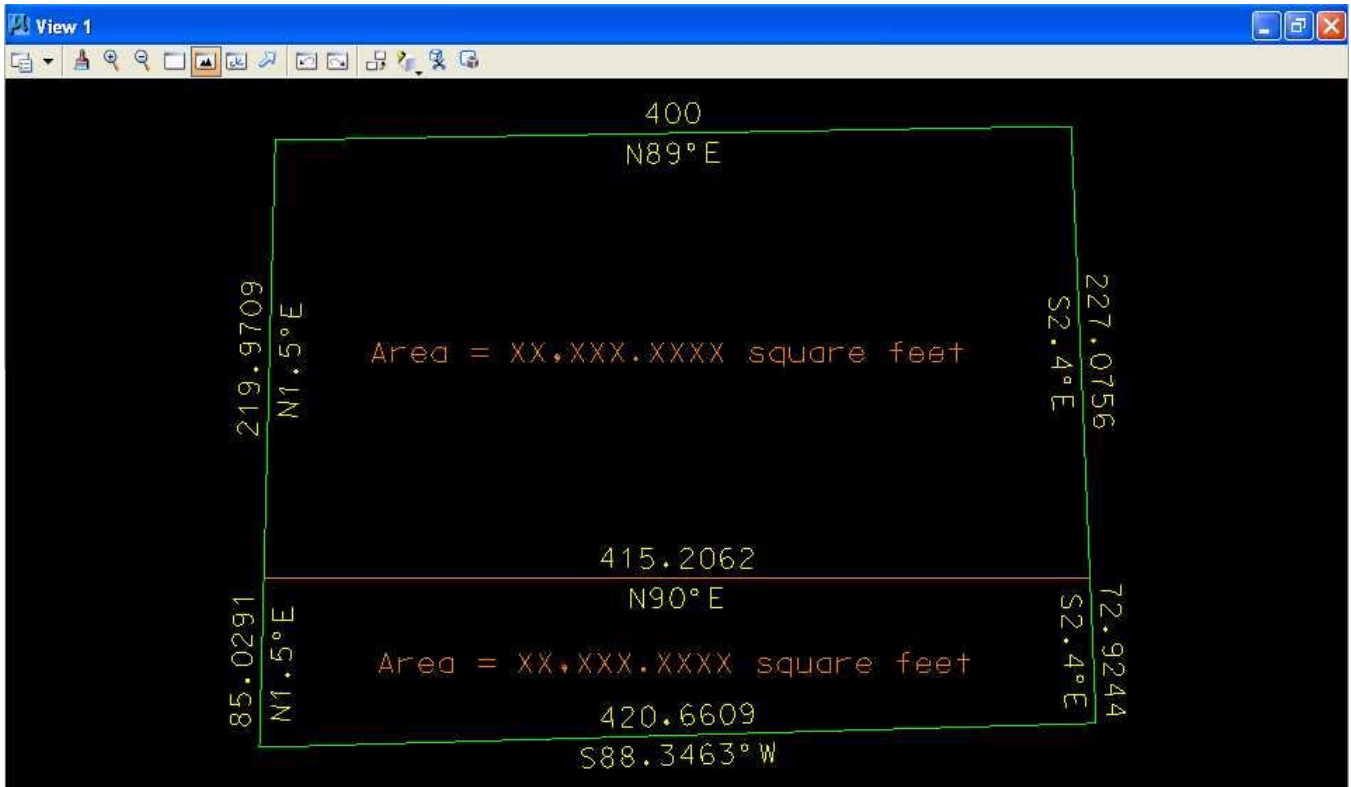 View 1
400
N89°E
219.9709
N1.5°E
Area = XX,XXX.XXXX square feet
S2.4°E
227.0756
415.2062
N90°E
85.0291
N1.5°E
Area = XX,XXX.XXXX square feet
S2.4°E
72.9244
420.6609
S88.3463°W